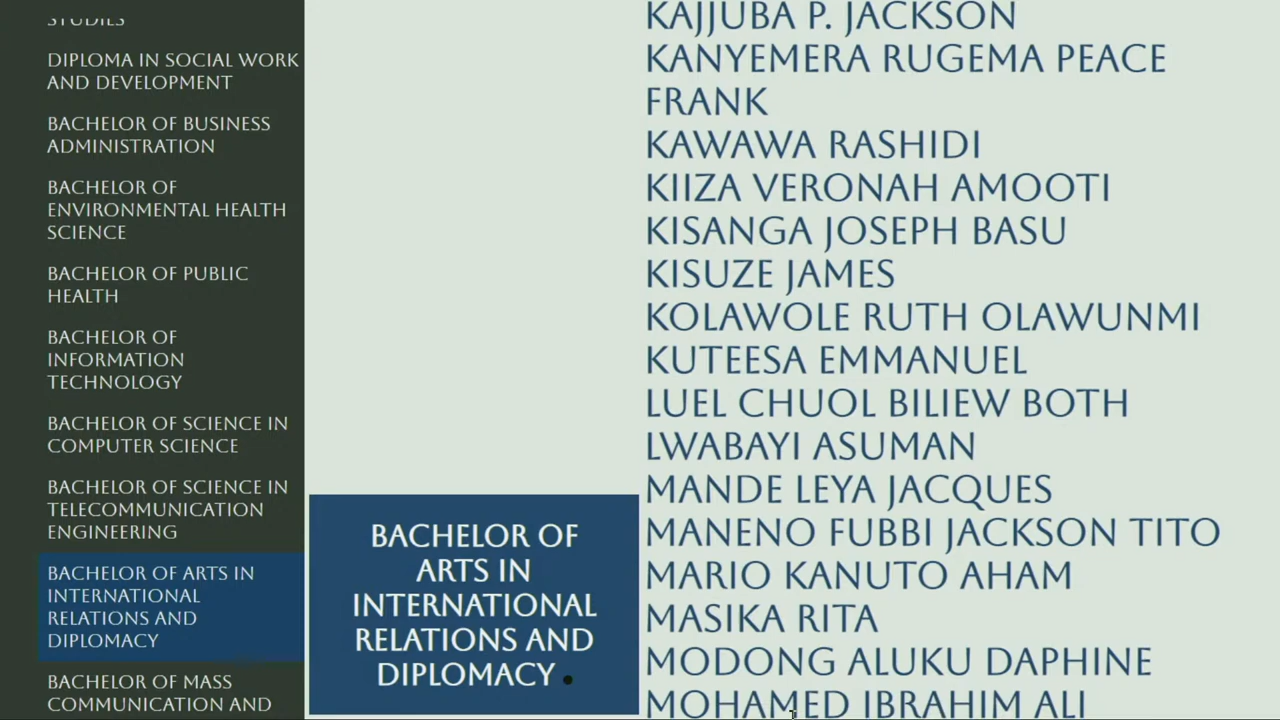 STUDIES
DIPLOMA IN SOCIAL WORK
AND DEVELOPMENT
BACHELOR OF BUSINESS
ADMINISTRATION
BACHELOR OF
ENVIRONMENTAL HEALTH
SCIENCE
BACHELOR OF PUBLIC
HEALTH
BACHELOR OF
INFORMATION
TECHNOLOGY
BACHELOR OF SCIENCE IN
COMPUTER SCIENCE
BACHELOR OF SCIENCE IN
TELECOMMUNICATION
ENGINEERING
BACHELOR OF ARTS IN
INTERNATIONAL
RELATIONS AND
DIPLOMACY
BACHELOR OF MASS
COMMUNICATION AND
BACHELOR OF
ARTS IN
INTERNATIONAL
RELATIONS AND
DIPLOMACY
KAJJUBA P. JACKSON
KANYEMERA RUGEMA PEACE
FRANK
KAWAWA RASHIDI
KIIZA VERONAH AMOOTI
KISANGA JOSEPH BASU
KISUZE JAMES
KOLAWOLE RUTH OLAWUNMI
KUTEESA EMMANUEL
LUEL CHUOL BILIEW BOTH
LWABAYI ASUMAN
MANDE LEYA JACQUES
MANENO FUBBI JACKSON TITO
MARIO KANUTO AHAM
MASIKA RITA
MODONG ALUKU DAPHINE
MOHAMED IBRAHIM ALI